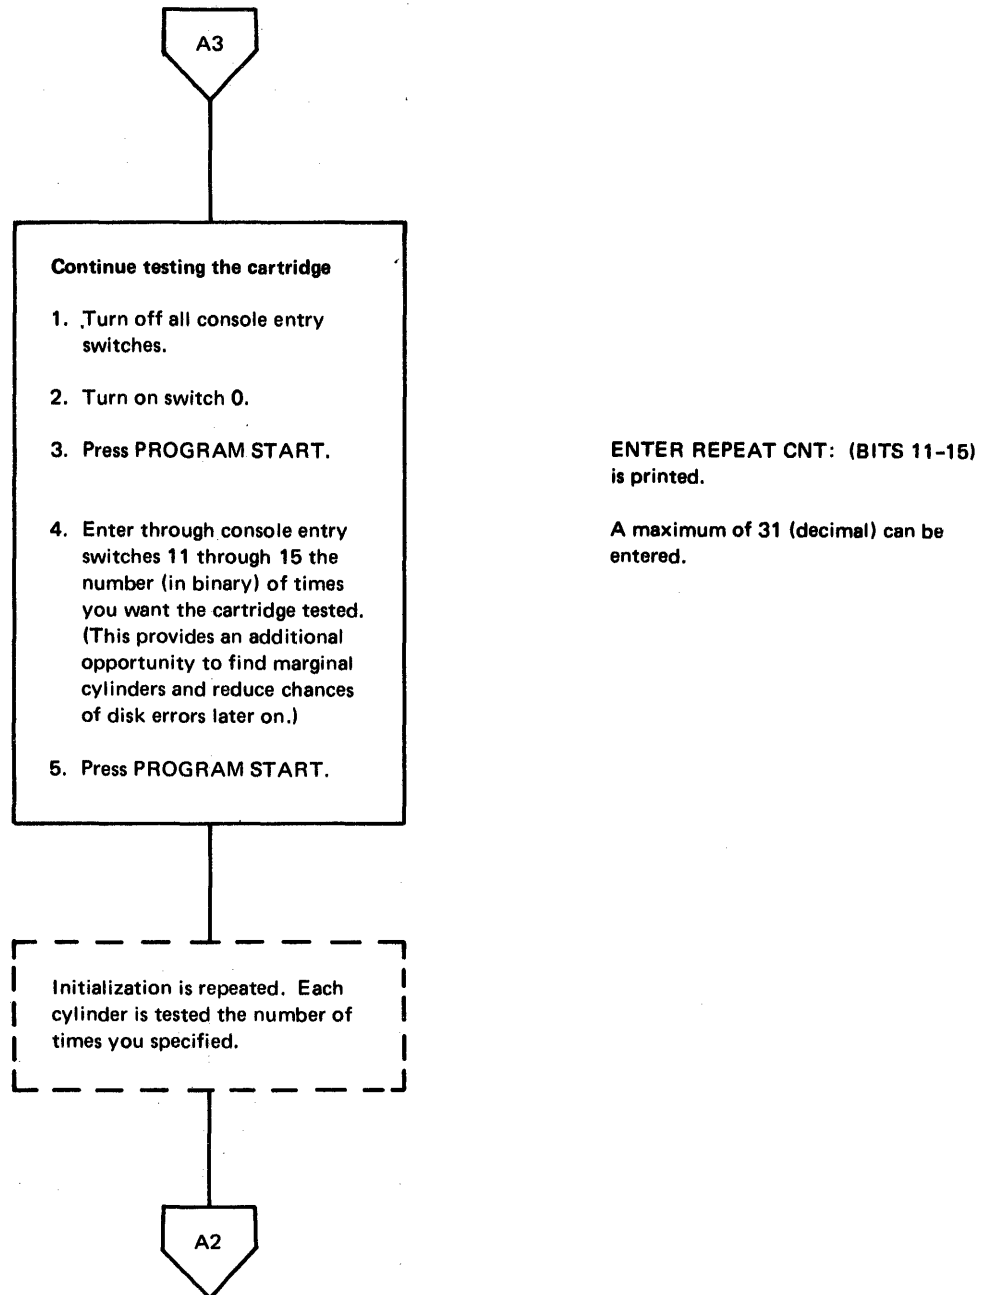 A3
Continue testing the cartridge
1. Turn off all console entry
switches.
2. Turn on switch 0.
3. Press PROGRAM START.
ENTER REPEAT CNT: (BITS 11-15)
is printed.
4. Enter through console entry
switches 11 through 15 the
number (in binary) of times
you want the cartridge tested.
(This provides an additional
opportunity to find marginal
cylinders and reduce chances
of disk errors later on.)
A maximum of 31 (decimal) can be
entered.
5. Press PROGRAM START.
Initialization is repeated. Each
cylinder is tested the number of
times you specified.
A2